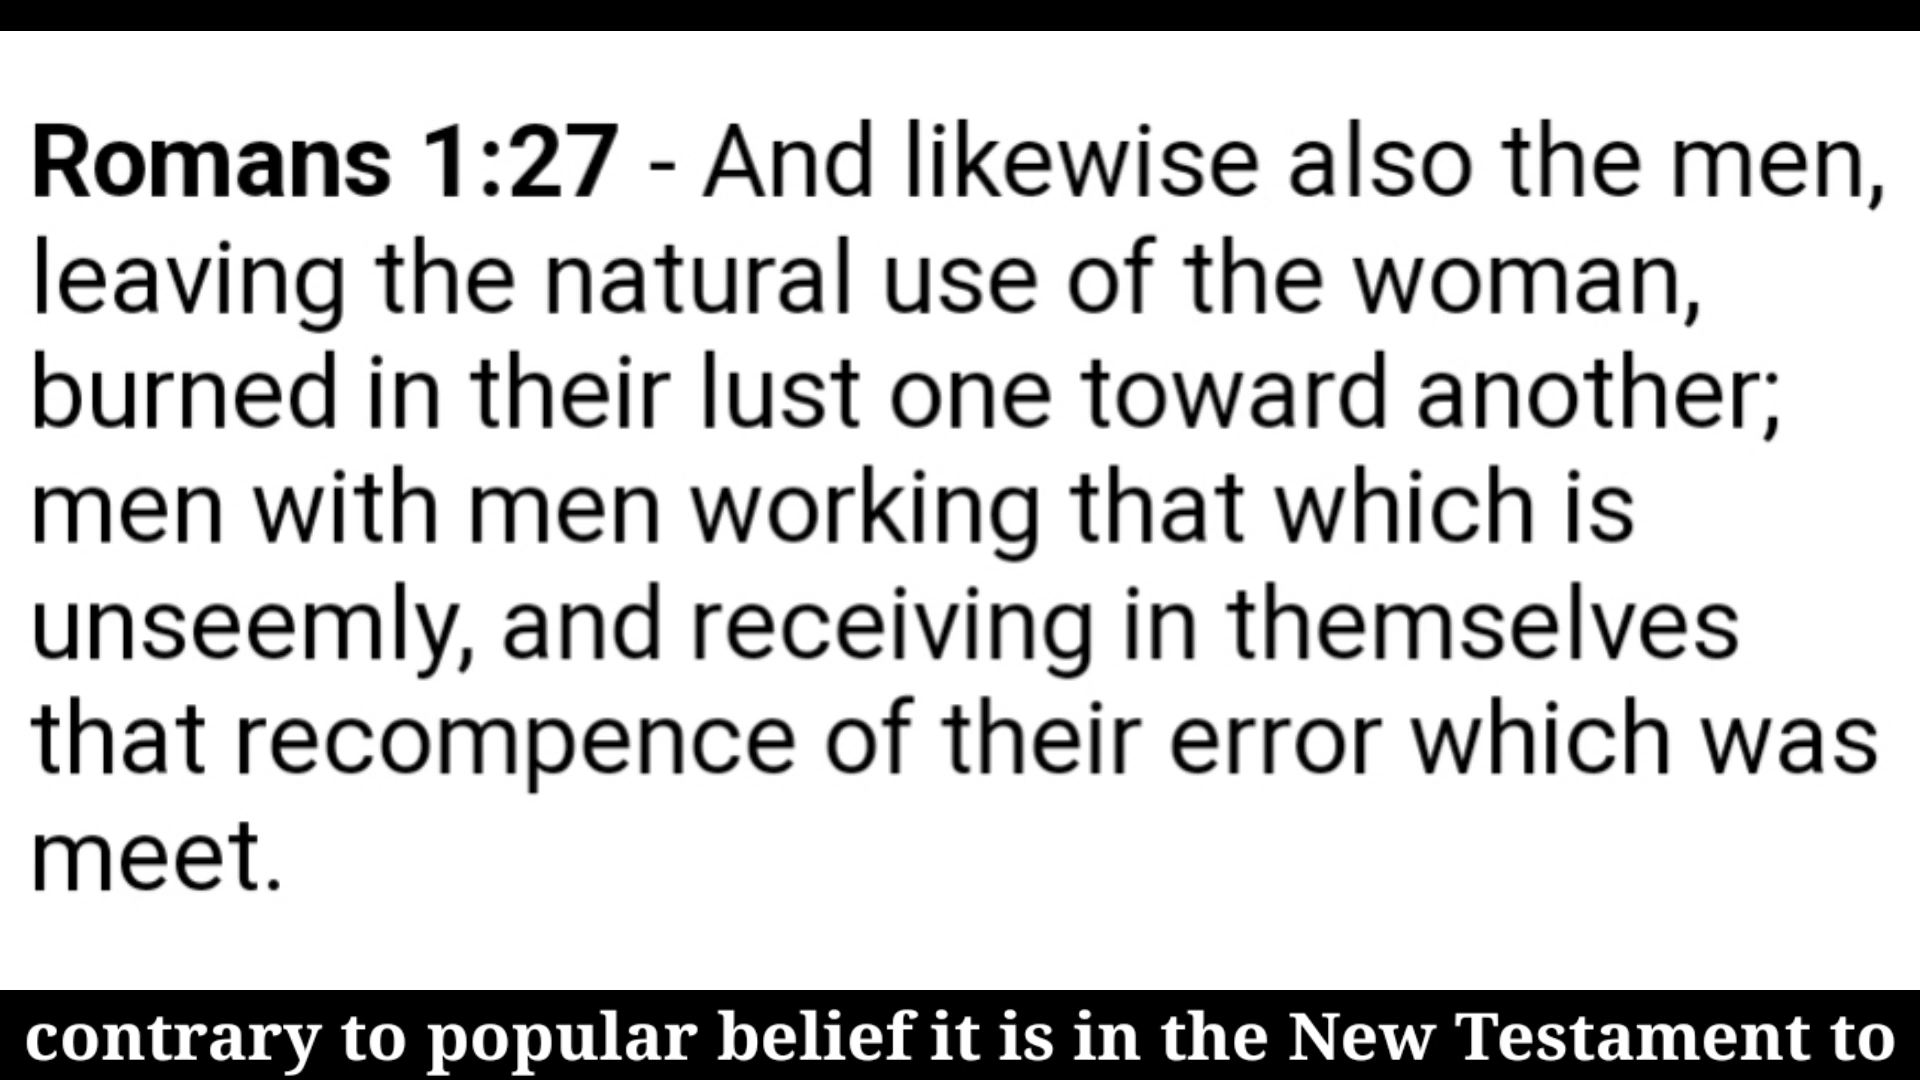 Romans 1:27 - And likewise also the men,
leaving the natural use of the woman,
burned in their lust one toward another;
men with men working that which is
unseemly, and receiving in themselves
that recompence of their error which was
meet.
contrary to popular belief it is in the New Testament to